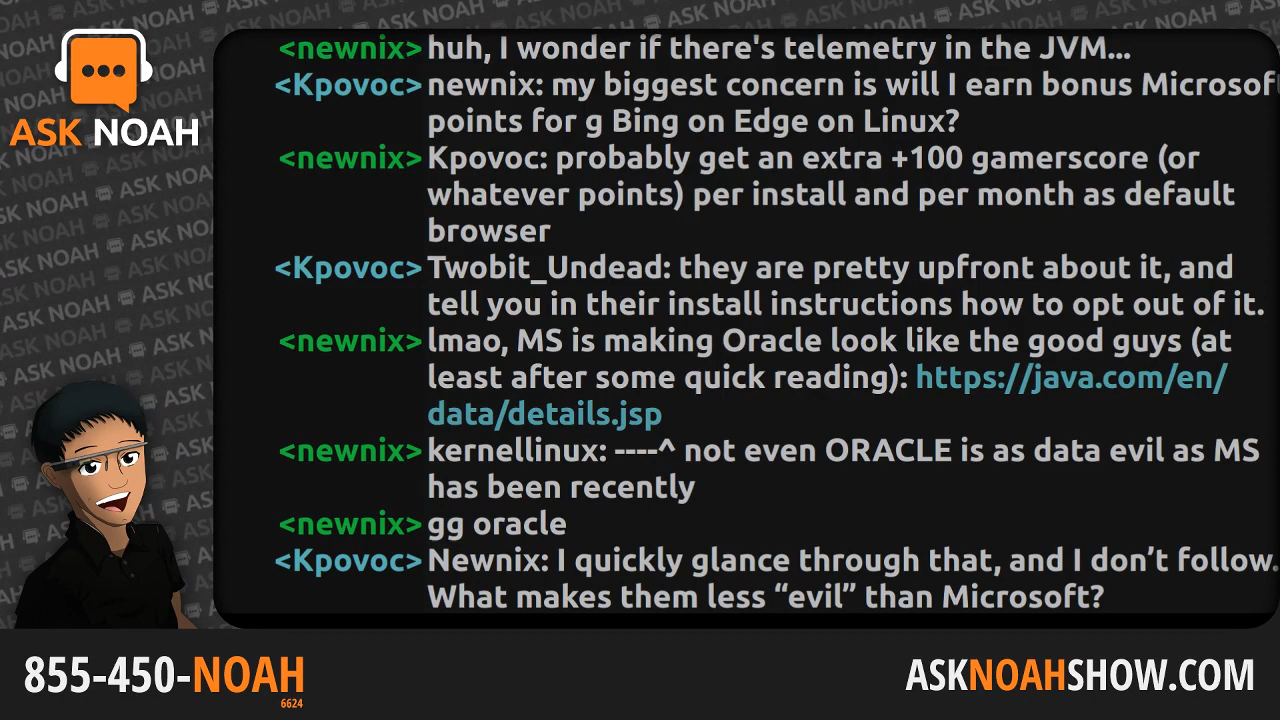 ASK NOAH
<newnix> huh, I wonder if there's telemetry in the JVM...
<Kpovoc> newnix: my biggest concern is will I earn bonus Microsoft
points for g Bing on Edge on Linux?
<newnix> Kpovoc: probably get an extra +100 gamerscore (or
whatever points) per install and per month as default
browser
<Kpovoc> Twobit_Undead: they are pretty upfront about it, and
tell you in their install instructions how to opt out of it.
<newnix> lmao, MS is making Oracle look like the good guys (at
least after some quick reading): https://java.com/en/
data/details.jsp
<newnix> kernellinux: ----^ not even ORACLE is as data evil as MS
has been recently
<newnix> gg oracle
<Kpovoc> Newnix: I quickly glance through that, and I don’t follow.
What makes them less “evil” than Microsoft?
855-450-NOAH
6624
ASKNOAHSHOW.COM